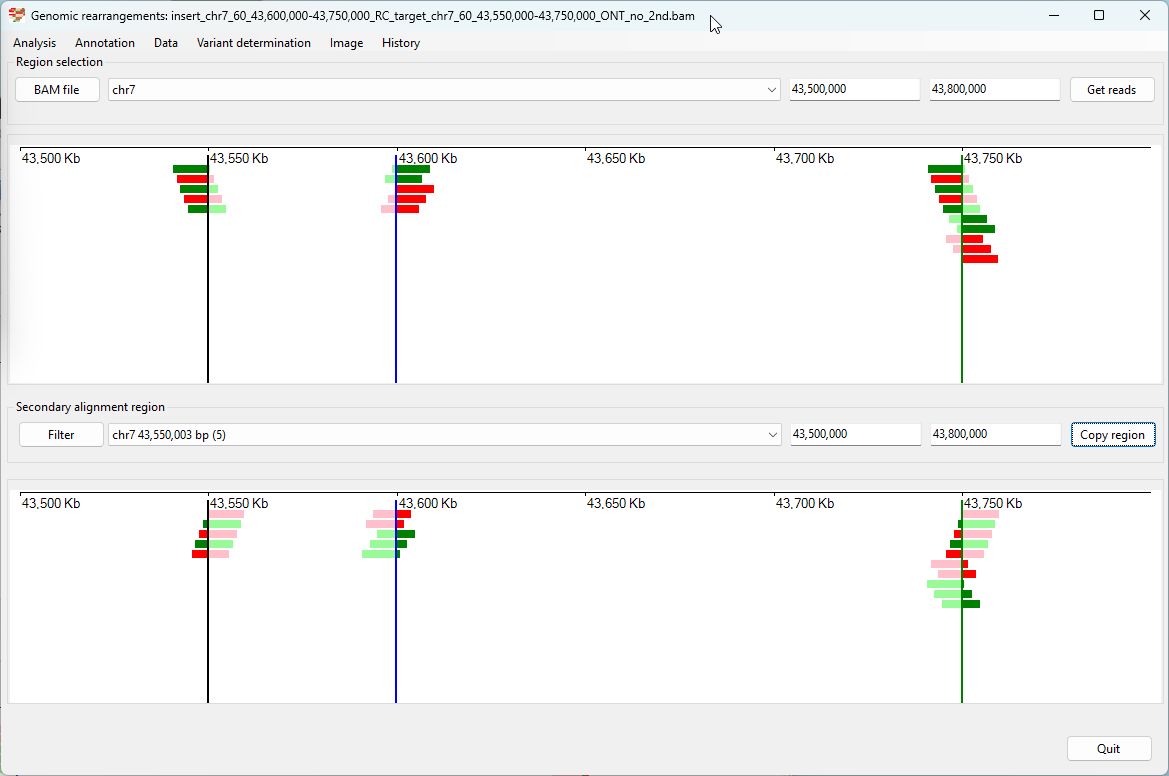 Genomic rearrangements: insert_chr7_60_43,600,000-43,750,000_RC_target_chr7_60_43,550,000-43,750,000_ONT_no_2nd.bam
Analysis Annotation Data Variant determination Image History
Region selection
BAM file chr7 43,500,000 43,800,000 Get reads
43,500 Kb 43,550 Kb 43,600 Kb 43,650 Kb 43,700 Kb 43,750 Kb
Secondary alignment region
Filter chr7 43,550,003 bp (5) 43,500,000 43,800,000 Copy region
43,500 Kb 43,550 Kb 43,600 Kb 43,650 Kb 43,700 Kb 43,750 Kb
Quit